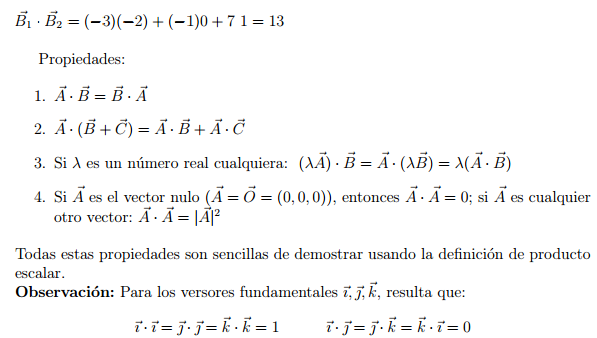 $\vec{B_1} \cdot \vec{B_2} = (-3)(-2) + (-1)0 + 7\ 1 = 13$
Propiedades:
1. $\vec{A} \cdot \vec{B} = \vec{B} \cdot \vec{A}$
2. $\vec{A} \cdot (\vec{B} + \vec{C}) = \vec{A} \cdot \vec{B} + \vec{A} \cdot \vec{C}$
3. Si $\lambda$ es un número real cualquiera: $(\lambda\vec{A}) \cdot \vec{B} = \vec{A} \cdot (\lambda\vec{B}) = \lambda(\vec{A} \cdot \vec{B})$
4. Si $\vec{A}$ es el vector nulo ($\vec{A} = \vec{O} = (0, 0, 0)$), entonces $\vec{A} \cdot \vec{A} = 0$; si $\vec{A}$ es cualquier
otro vector: $\vec{A} \cdot \vec{A} = |\vec{A}|^2$
Todas estas propiedades son sencillas de demostrar usando la definición de producto
escalar.
Observación: Para los versores fundamentales $\vec{\imath}, \vec{\jmath}, \vec{k}$, resulta que:
$\vec{\imath} \cdot \vec{\imath} = \vec{\jmath} \cdot \vec{\jmath} = \vec{k} \cdot \vec{k} = 1 \qquad \vec{\imath} \cdot \vec{\jmath} = \vec{\jmath} \cdot \vec{k} = \vec{k} \cdot \vec{\imath} = 0$